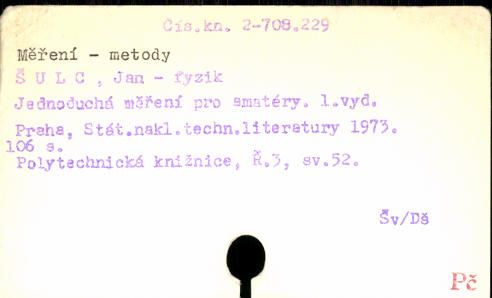 Čís.kn. 2-708.229
Měření - metody
Š U L C , Jan - fyzik
Jednoduchá měření pro amatéry. 1.vyd.
Praha, Stát.nakl.techn.literatury 1973.
106 s.
Polytechnická knižnice, Ř.3, sv.52.
Šv/Dš
Pč